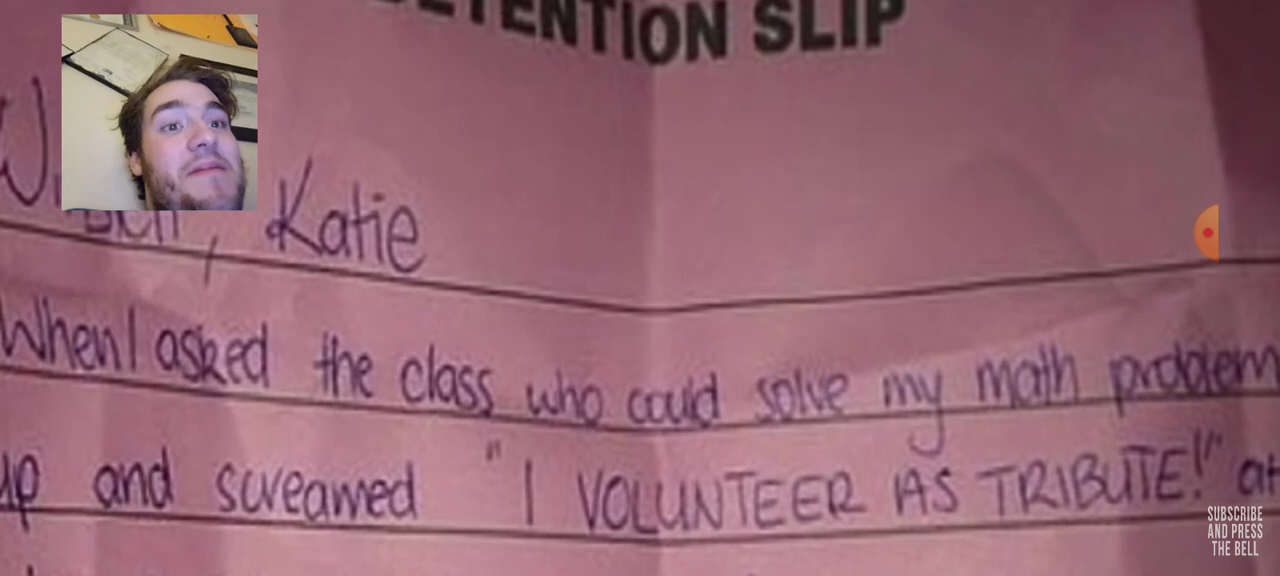 DETENTION SLIP
Katie
When I asked the class who could solve my math problem
up and screamed "I VOLUNTEER AS TRIBUTE!" at
SUBSCRIBE
AND PRESS
THE BELL